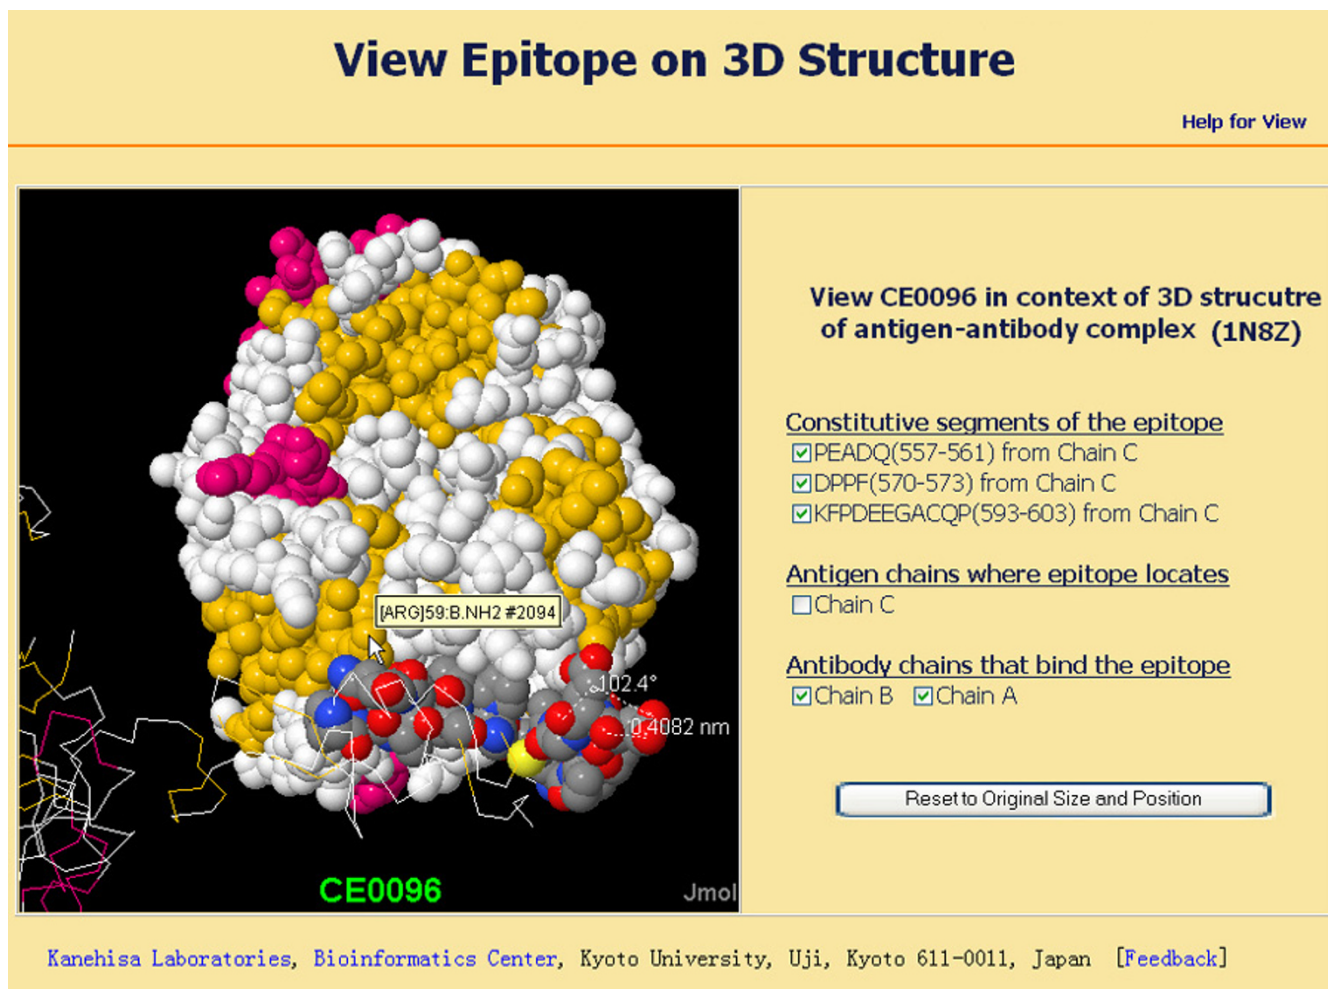 View Epitope on 3D Structure
Help for View
View CE0096 in context of 3D strucutre
of antigen-antibody complex (1N8Z)
Constitutive segments of the epitope
PEADQ(557-561) from Chain C
DPPF(570-573) from Chain C
KFPDEEGACQP(593-603) from Chain C
Antigen chains where epitope locates
Chain C
Antibody chains that bind the epitope
Chain B Chain A
Reset to Original Size and Position
[ARG]59:B.NH2 #2094
102.4°
0.4082 nm
CE0096
Jmol
Kanehisa Laboratories, Bioinformatics Center, Kyoto University, Uji, Kyoto 611-0011, Japan [Feedback]